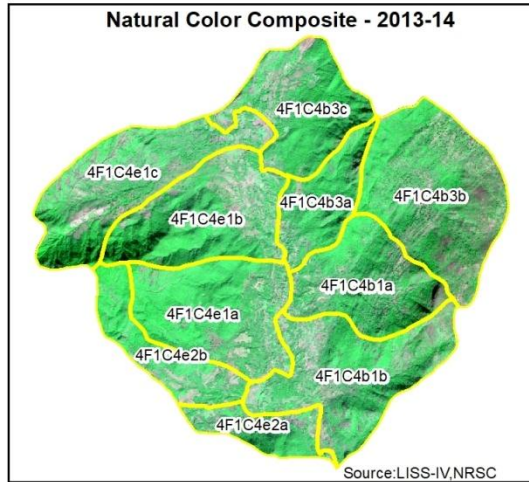 Natural Color Composite - 2013-14
4F1C4b3c
4F1C4e1c
4F1C4b3b
4F1C4b3a
4F1C4e1b
4F1C4b1a
4F1C4e1a
4F1C4e2b
4F1C4b1b
4F1C4e2a
Source:LISS-IV,NRSC